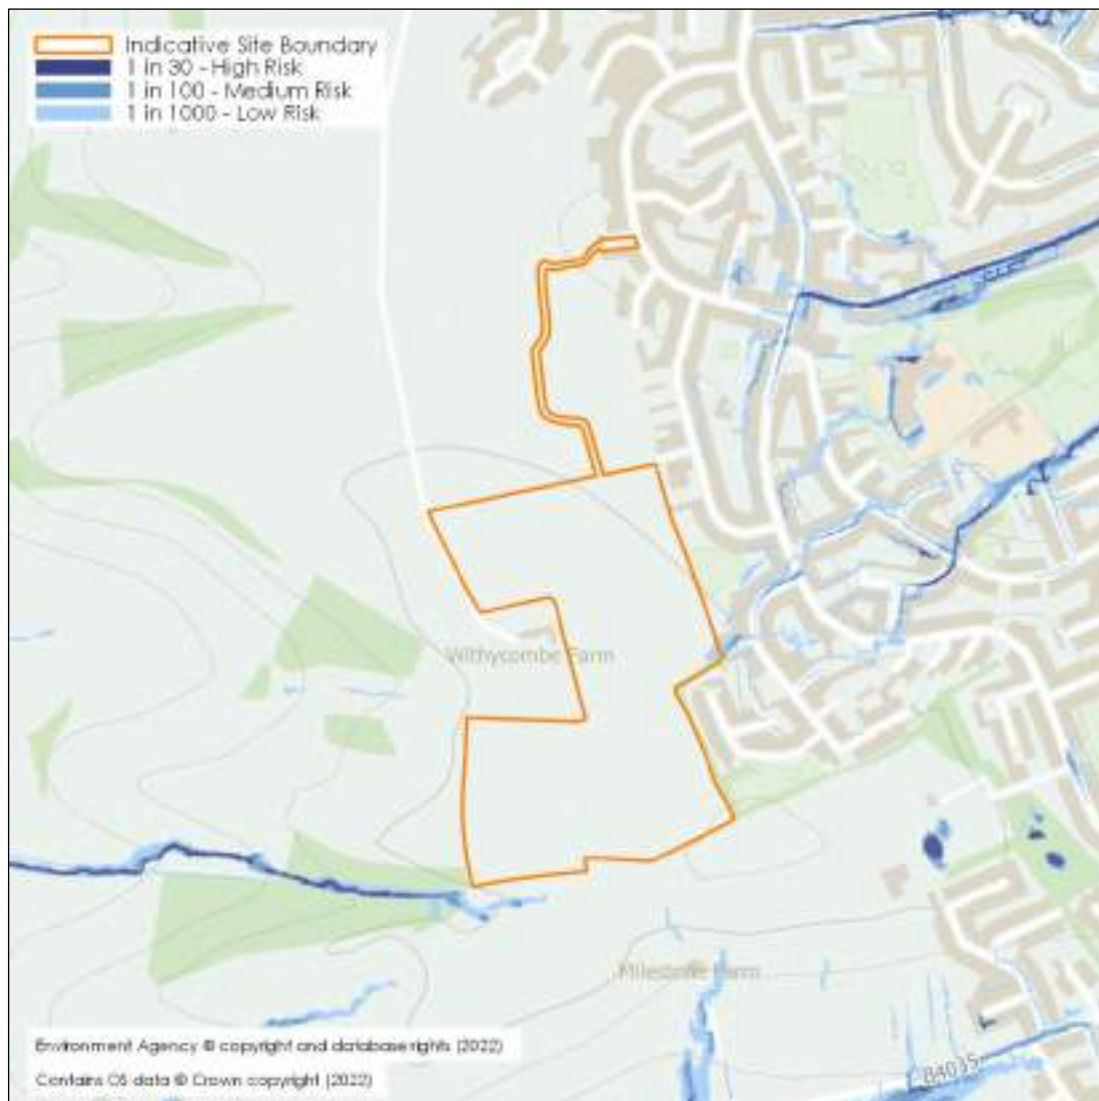 Indicative Site Boundary
1 in 30 - High Risk
1 in 100 - Medium Risk
1 in 1000 - Low Risk
Withycombe Farm
Milestone Farm
B4035
Environment Agency © copyright and database rights (2022)
Contains OS data © Crown copyright (2022)